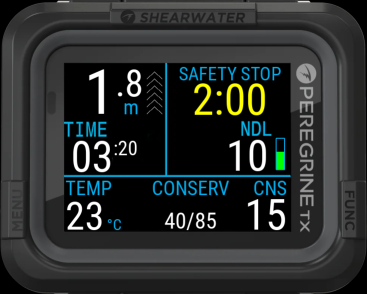 SHEARWATER
1.8 m
SAFETY STOP
2:00
TIME
03:20
NDL
10
TEMP
23 °C
CONSERV
40/85
CNS
15
PEREGRINE TX
MENU
FUNC